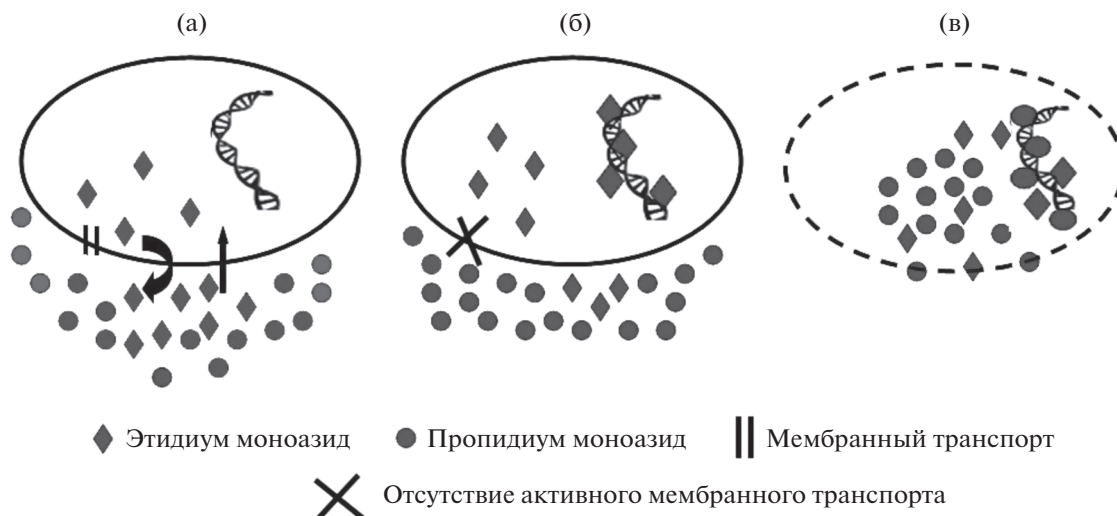 (а) (б) (в)
Этидиум моноазид Пропидиум моноазид Мембранный транспорт
Отсутствие активного мембранного транспорта